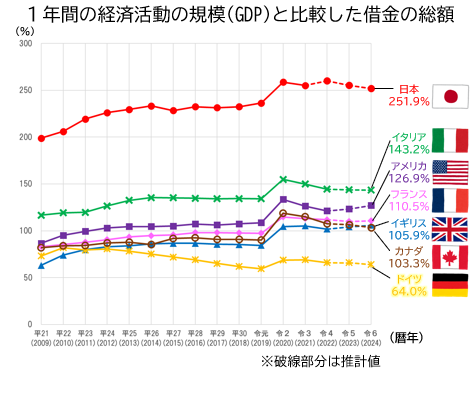 １年間の経済活動の規模(GDP)と比較した借金の総額
(%)
300
250
200
150
100
50
0
日本
251.9%
イタリア
143.2%
アメリカ
126.9%
フランス
110.5%
イギリス
105.9%
カナダ
103.3%
ドイツ
64.0%
平21 平22 平23 平24 平25 平26 平27 平28 平29 平30 令元 令2 令3 令4 令5 令6
(2009) (2010) (2011) (2012) (2013) (2014) (2015) (2016) (2017) (2018) (2019) (2020) (2021) (2022) (2023) (2024)
(暦年)
※破線部分は推計値